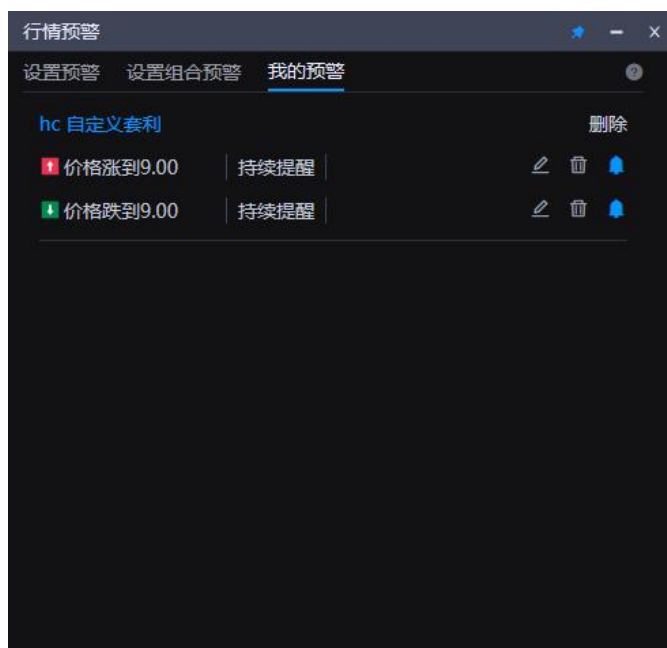 行情预警
设置预警 设置组合预警 我的预警
hc 自定义套利 删除
价格涨到9.00 持续提醒
价格跌到9.00 持续提醒